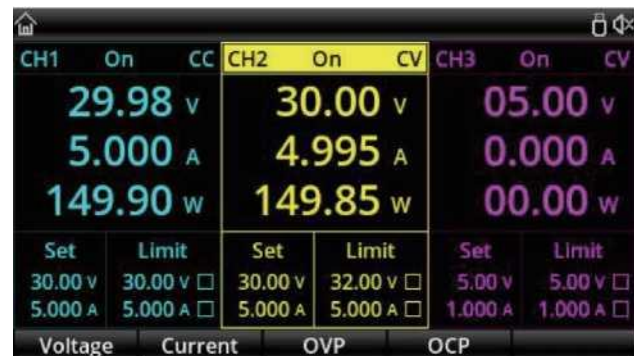 CH1 On CC CH2 On CV CH3 On CV
29.98 V 30.00 V 05.00 V
5.000 A 4.995 A 0.000 A
149.90 W 149.85 W 00.00 W
Set Limit Set Limit Set Limit
30.00 V 30.00 V 30.00 V 32.00 V 5.00 V 5.00 V
5.000 A 5.000 A 5.000 A 5.000 A 1.000 A 1.000 A
Voltage Current OVP OCP